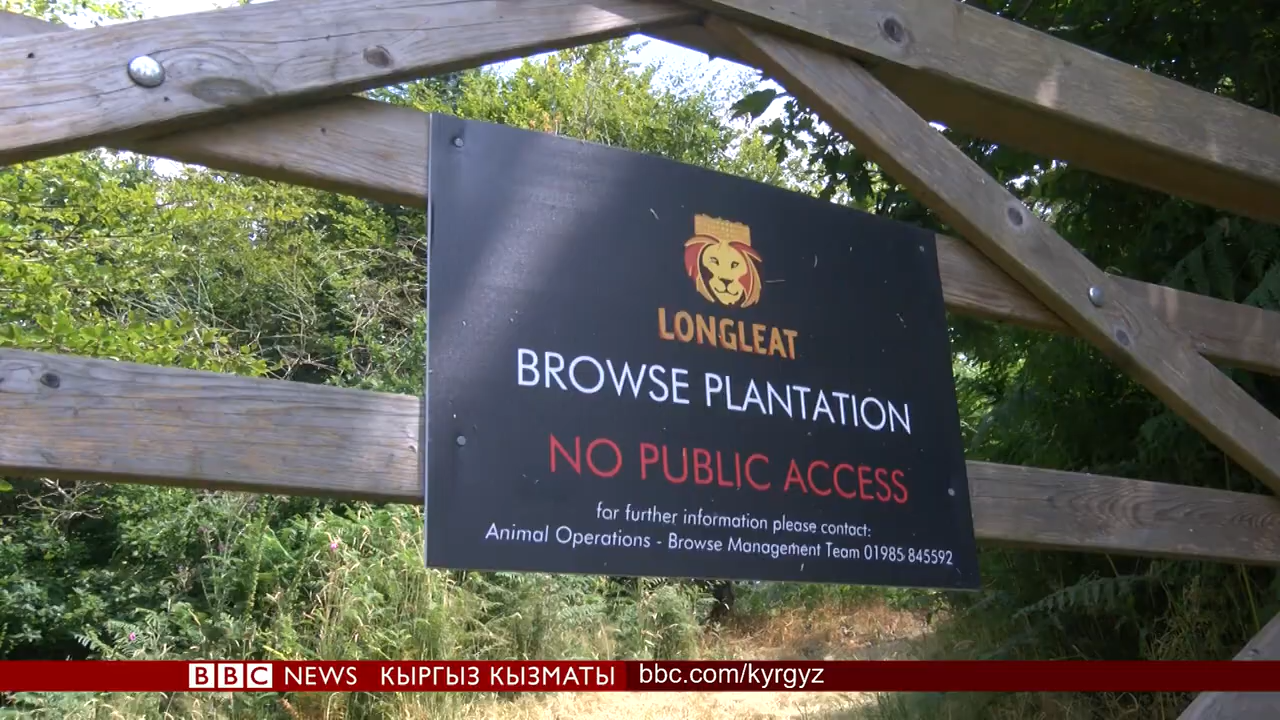 LONGLEAT
BROWSE PLANTATION
NO PUBLIC ACCESS
for further information please contact:
Animal Operations - Browse Management Team 01985 845592
BBC NEWS КЫРГЫЗ КЫЗМАТЫ bbc.com/kyrgyz